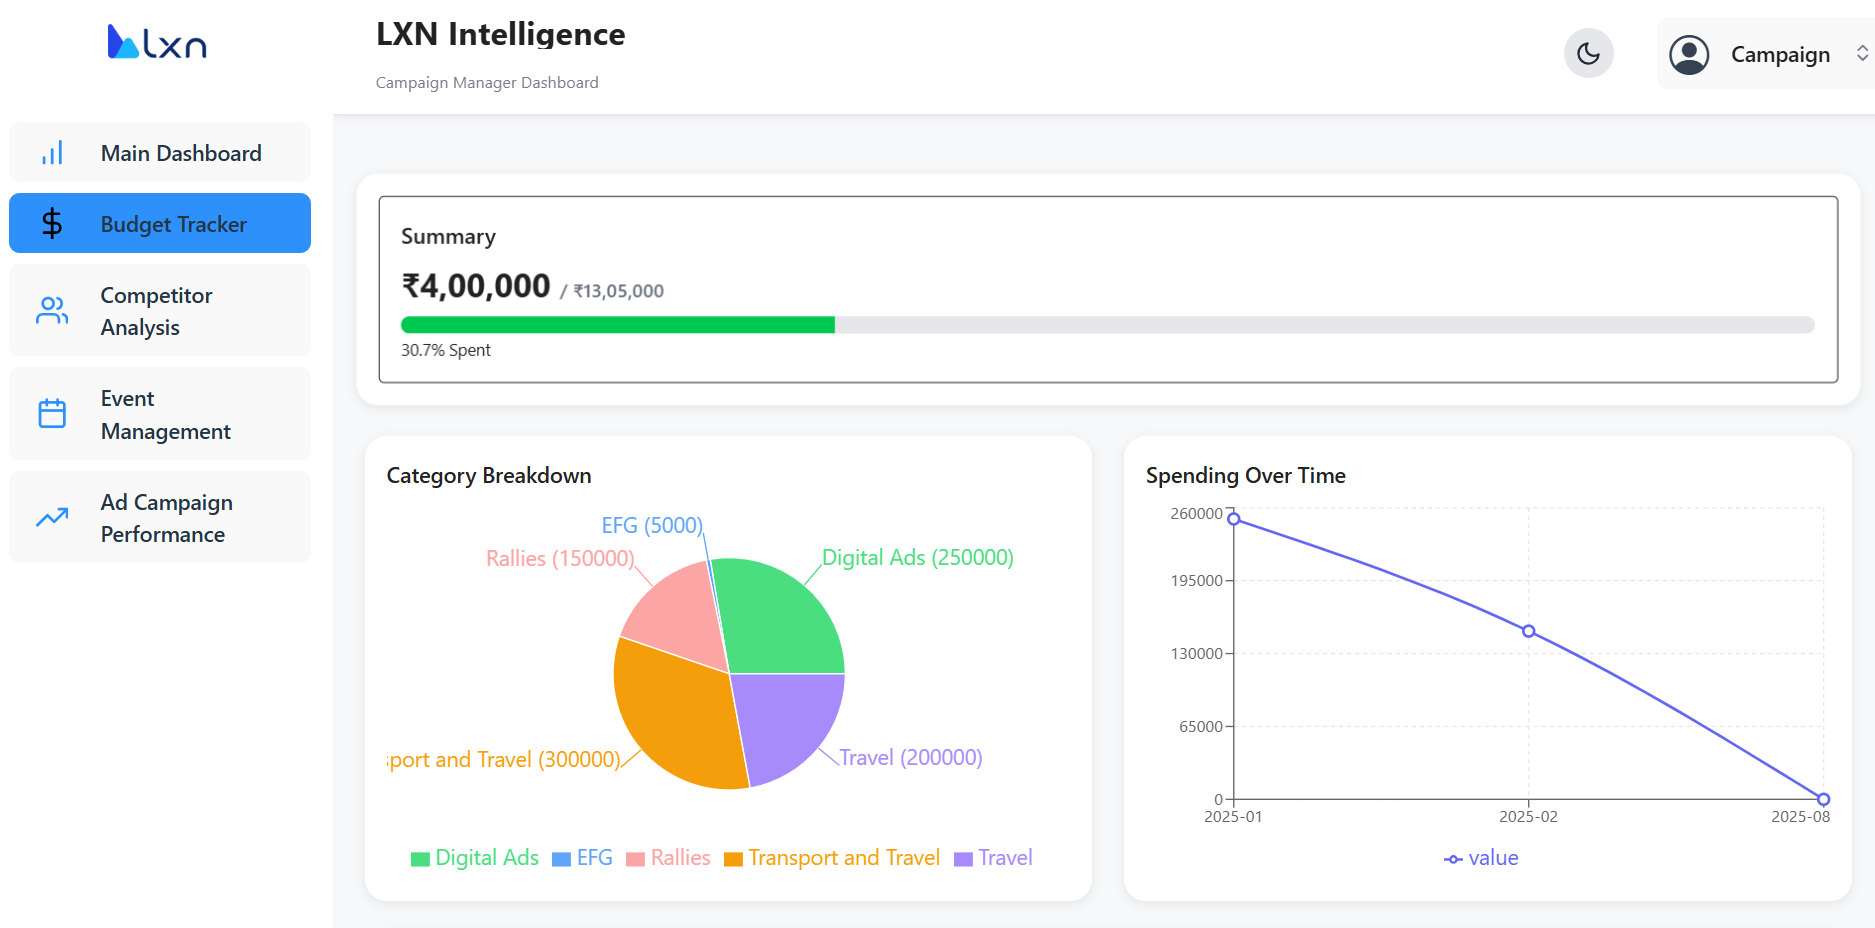 lxn
LXN Intelligence
Campaign Manager Dashboard
Campaign
Main Dashboard
Budget Tracker
Competitor
Analysis
Event
Management
Ad Campaign
Performance
Summary
₹4,00,000 / ₹13,05,000
30.7% Spent
Category Breakdown
EFG (5000)
Rallies (150000)
Digital Ads (250000)
port and Travel (300000)
Travel (200000)
Digital Ads EFG Rallies Transport and Travel Travel
Spending Over Time
260000
195000
130000
65000
0
2025-01 2025-02 2025-08
value